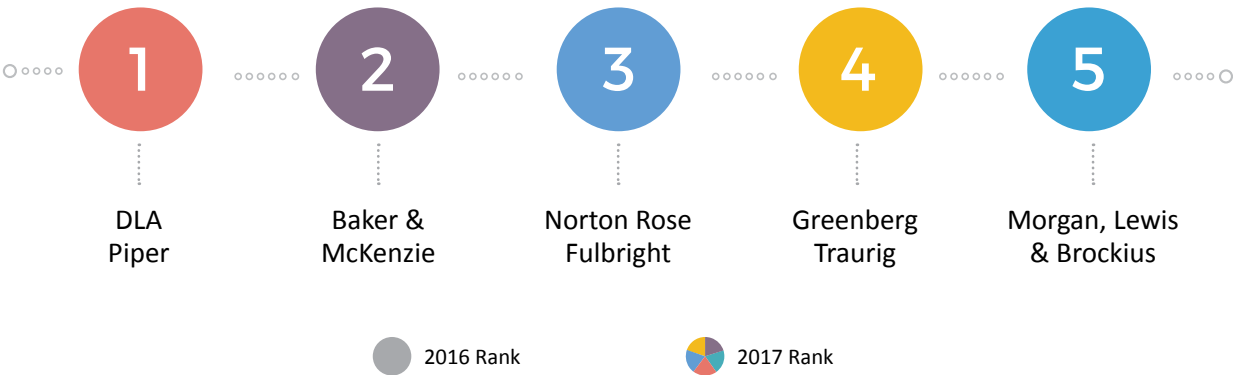 1
2
3
4
5
DLA
Piper
Baker &
McKenzie
Norton Rose
Fulbright
Greenberg
Traurig
Morgan, Lewis
& Brockius
2016 Rank
2017 Rank